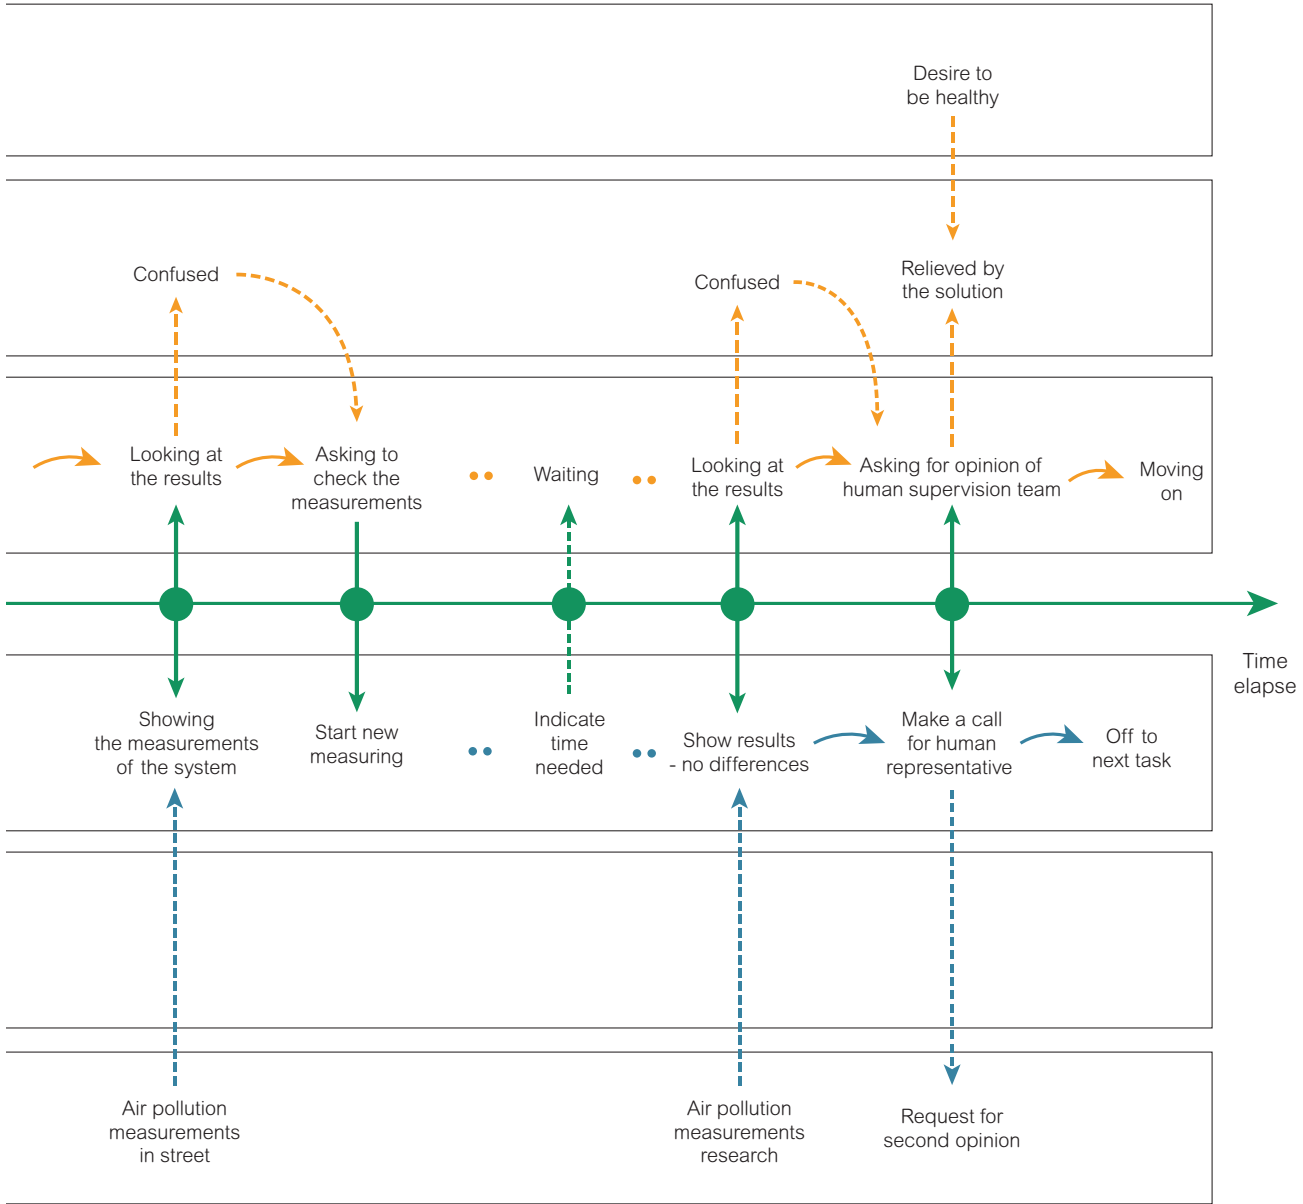 Desire to
be healthy
Confused
Confused
Relieved by
the solution
Looking at
the results
Asking to
check the
measurements
Waiting
Looking at
the results
Asking for opinion of
human supervision team
Moving
on
Time
elapse
Showing
the measurements
of the system
Start new
measuring
Indicate
time
needed
Show results
- no differences
Make a call
for human
representative
Off to
next task
Air pollution
measurements
in street
Air pollution
measurements
research
Request for
second opinion